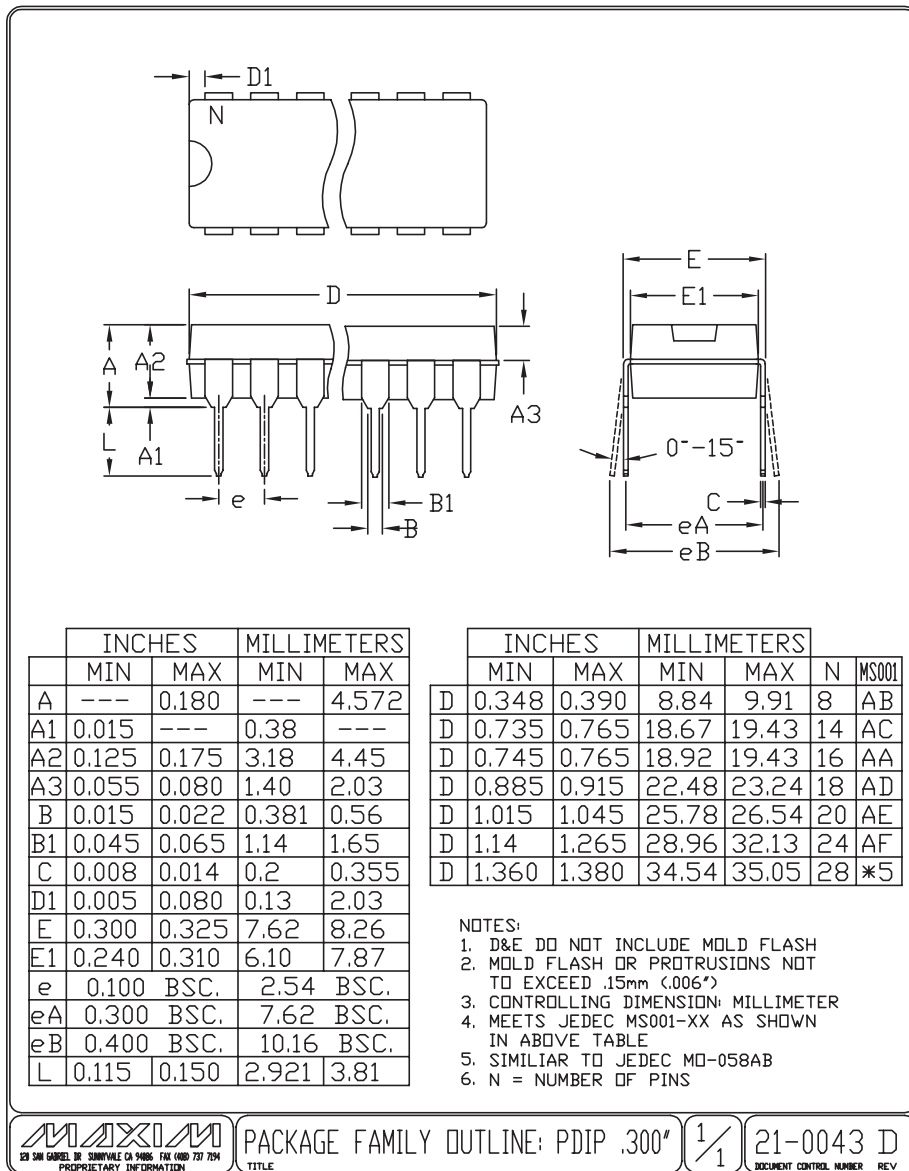 D1
N
D
E
E1
A
A2
A3
L
A1
0°-15°
e
B1
B
C
eA
eB
INCHES MILLIMETERS
MIN MAX MIN MAX
A --- 0.180 --- 4.572
A1 0.015 --- 0.38 ---
A2 0.125 0.175 3.18 4.45
A3 0.055 0.080 1.40 2.03
B 0.015 0.022 0.381 0.56
B1 0.045 0.065 1.14 1.65
C 0.008 0.014 0.2 0.355
D1 0.005 0.080 0.13 2.03
E 0.300 0.325 7.62 8.26
E1 0.240 0.310 6.10 7.87
e 0.100 BSC. 2.54 BSC.
eA 0.300 BSC. 7.62 BSC.
eB 0.400 BSC. 10.16 BSC.
L 0.115 0.150 2.921 3.81
INCHES MILLIMETERS
MIN MAX MIN MAX N MS001
D 0.348 0.390 8.84 9.91 8 AB
D 0.735 0.765 18.67 19.43 14 AC
D 0.745 0.765 18.92 19.43 16 AA
D 0.885 0.915 22.48 23.24 18 AD
D 1.015 1.045 25.78 26.54 20 AE
D 1.14 1.265 28.96 32.13 24 AF
D 1.360 1.380 34.54 35.05 28 *5
NOTES:
1. D&E DO NOT INCLUDE MOLD FLASH
2. MOLD FLASH OR PROTRUSIONS NOT
TO EXCEED .15mm (.006")
3. CONTROLLING DIMENSION: MILLIMETER
4. MEETS JEDEC MS001-XX AS SHOWN
IN ABOVE TABLE
5. SIMILIAR TO JEDEC MO-058AB
6. N = NUMBER OF PINS
MAXIM
120 SAN GABRIEL DR SUNNYVALE CA 94086 FAX (408) 737 7194
PROPRIETARY INFORMATION
PACKAGE FAMILY OUTLINE: PDIP .300"
TITLE
1/1
21-0043 D
DOCUMENT CONTROL NUMBER REV